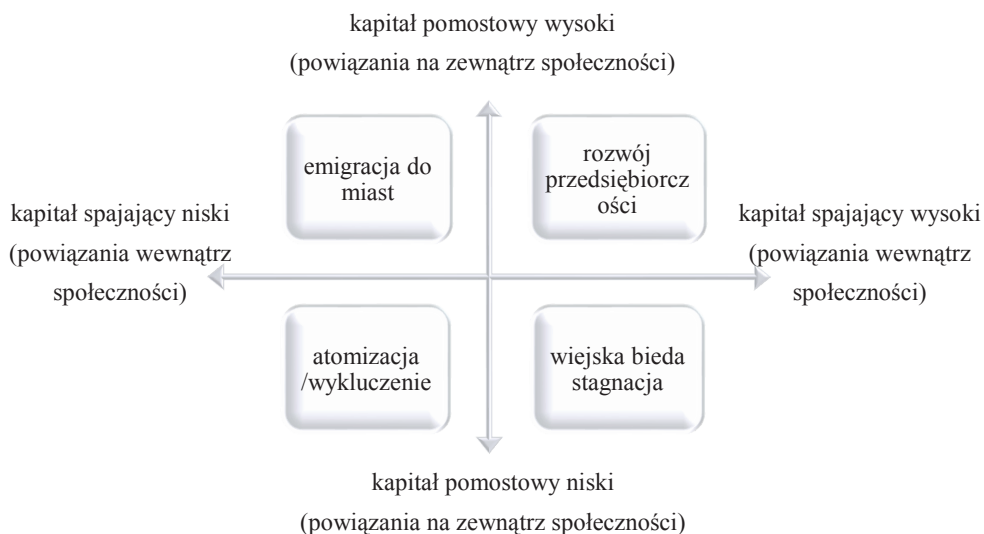 kapitał pomostowy wysoki
(powiązania na zewnątrz społeczności)
emigracja do
miast
rozwój
przedsiębiorcz
ości
kapitał spajający niski
(powiązania wewnątrz
społeczności)
kapitał spajający wysoki
(powiązania wewnątrz
społeczności)
atomizacja
/wykluczenie
wiejska bieda
stagnacja
kapitał pomostowy niski
(powiązania na zewnątrz społeczności)